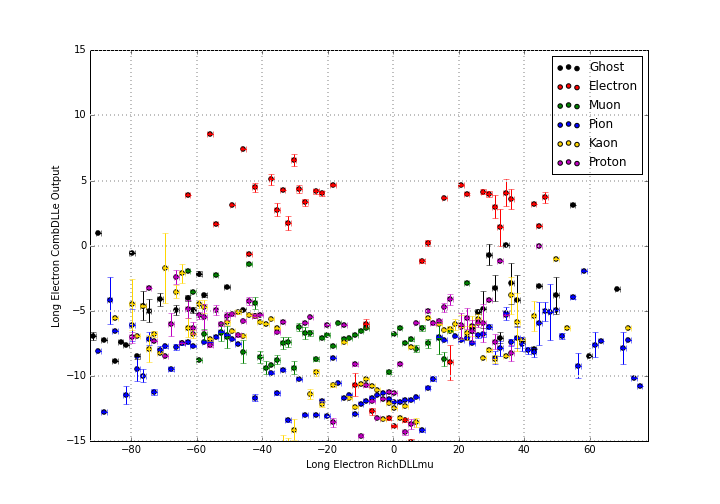 15
10
5
0
−5
−10
−15
Long Electron CombDLLe Output
Ghost
Electron
Muon
Pion
Kaon
Proton
−80 −60 −40 −20 0 20 40 60
Long Electron RichDLLmu